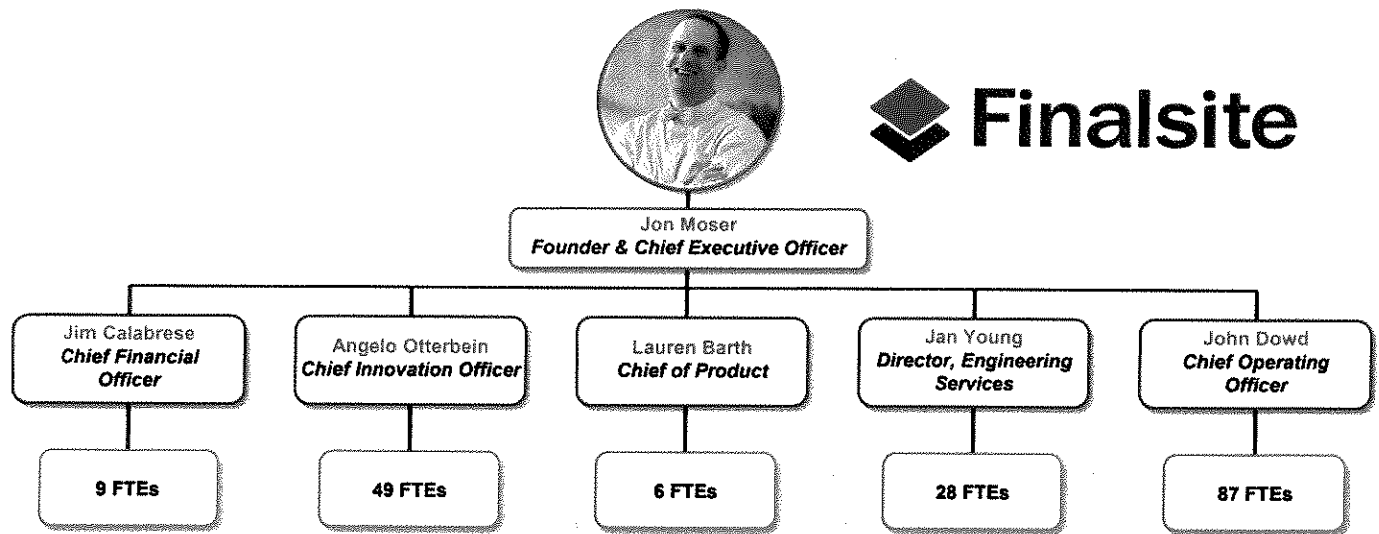 Finalsite
Jon Moser
Founder & Chief Executive Officer
Jim Calabrese
Chief Financial
Officer
Angelo Otterbein
Chief Innovation Officer
Lauren Barth
Chief of Product
Jan Young
Director, Engineering
Services
John Dowd
Chief Operating
Officer
9 FTEs
49 FTEs
6 FTEs
28 FTEs
87 FTEs